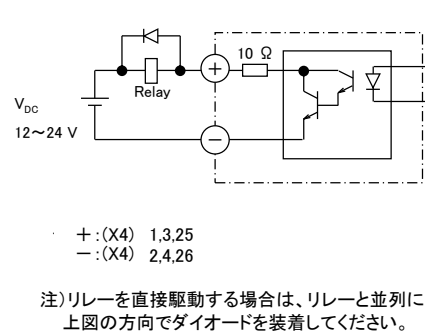 10 Ω
Relay
V_DC
12～24 V
＋
－
＋:(X4) 1,3,25
－:(X4) 2,4,26
注)リレーを直接駆動する場合は、リレーと並列に
上図の方向でダイオードを装着してください。